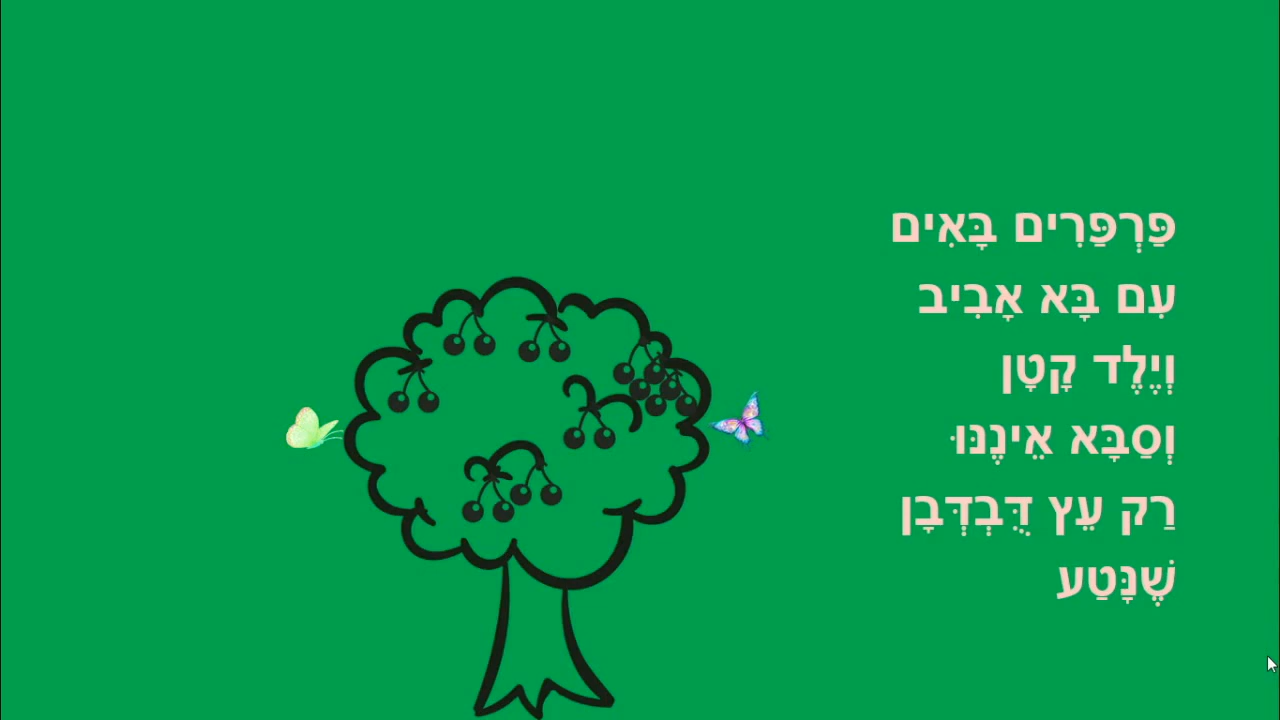 פַּרְפַּרִים בָּאִים
עִם בָּא אָבִיב
וְיֶלֶד קָטָן
וְסַבָּא אֵינֶנּוּ
רַק עֵץ דֻּבְדְּבָן
שֶׁנָּטַע